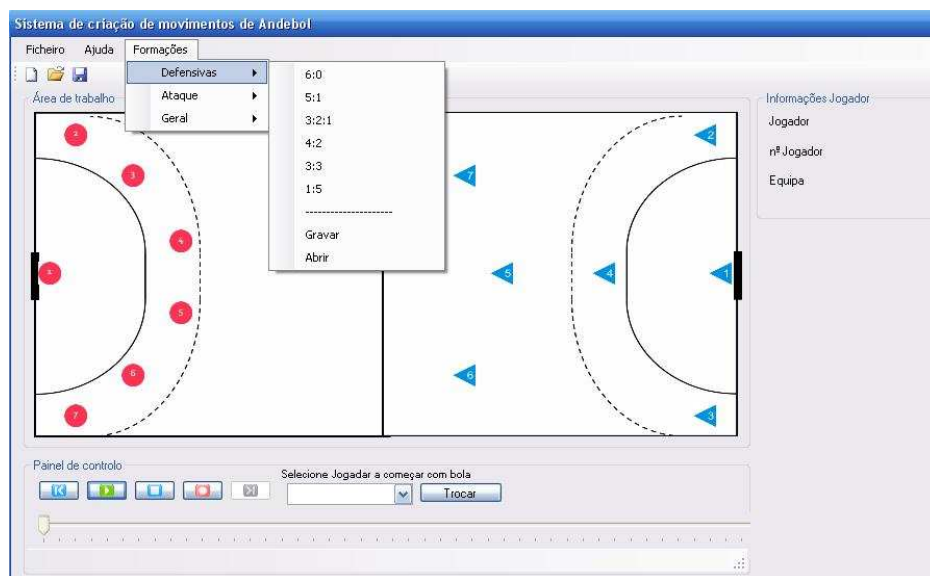 Sistema de criação de movimentos de Andebol
Ficheiro Ajuda Formações
Defensivas
Ataque
Geral
6:0
5:1
3:2:1
4:2
3:3
1:5
--------------------
Gravar
Abrir
Área de trabalho
2
3
4
5
6
7
2
7
5
4
1
6
3
Informações Jogador
Jogador
nº Jogador
Equipa
Painel de controlo
Selecione Jogadar a começar com bola
Trocar